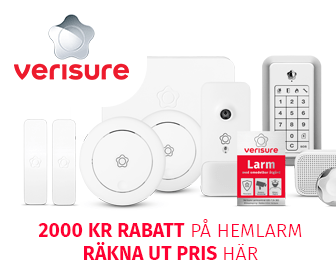 verisure
verisure
Larm
2000 KR RABATT PÅ HEMLARM
RÄKNA UT PRIS HÄR